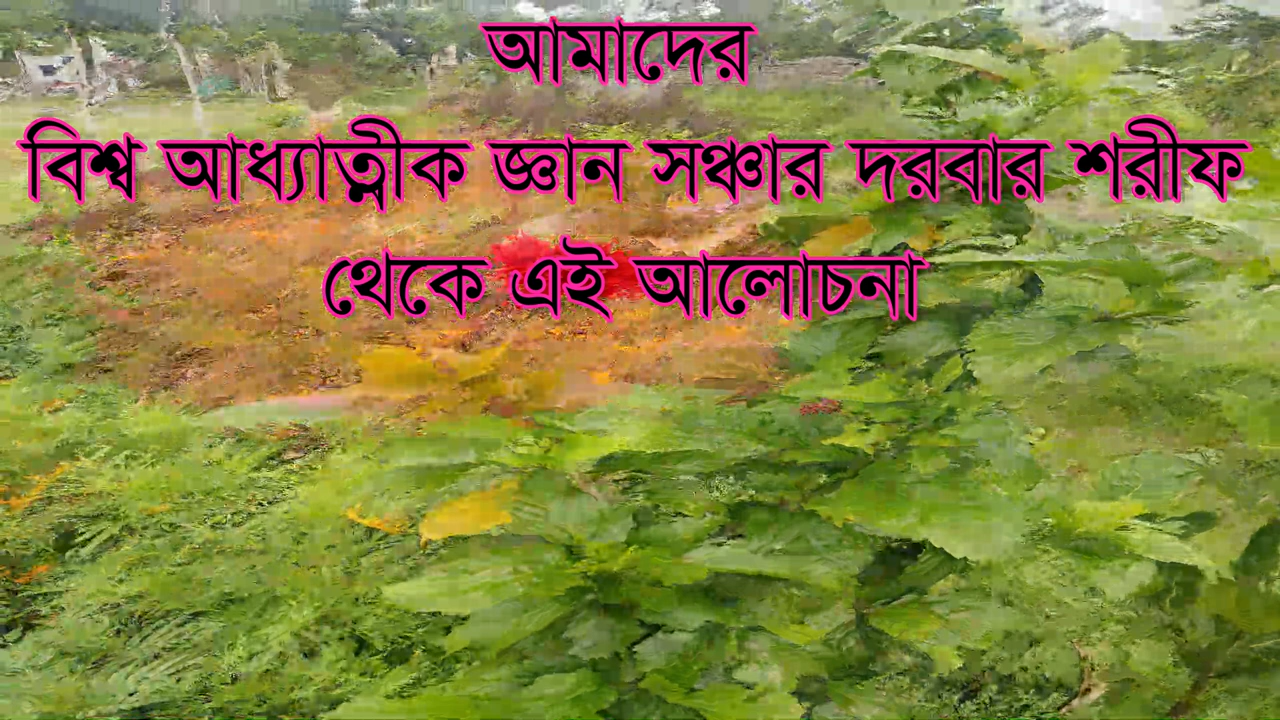 আমাদের
বিশ্ব আধ্যাত্নীক জ্ঞান সঞ্চার দরবার শরীফ
থেকে এই আলোচনা